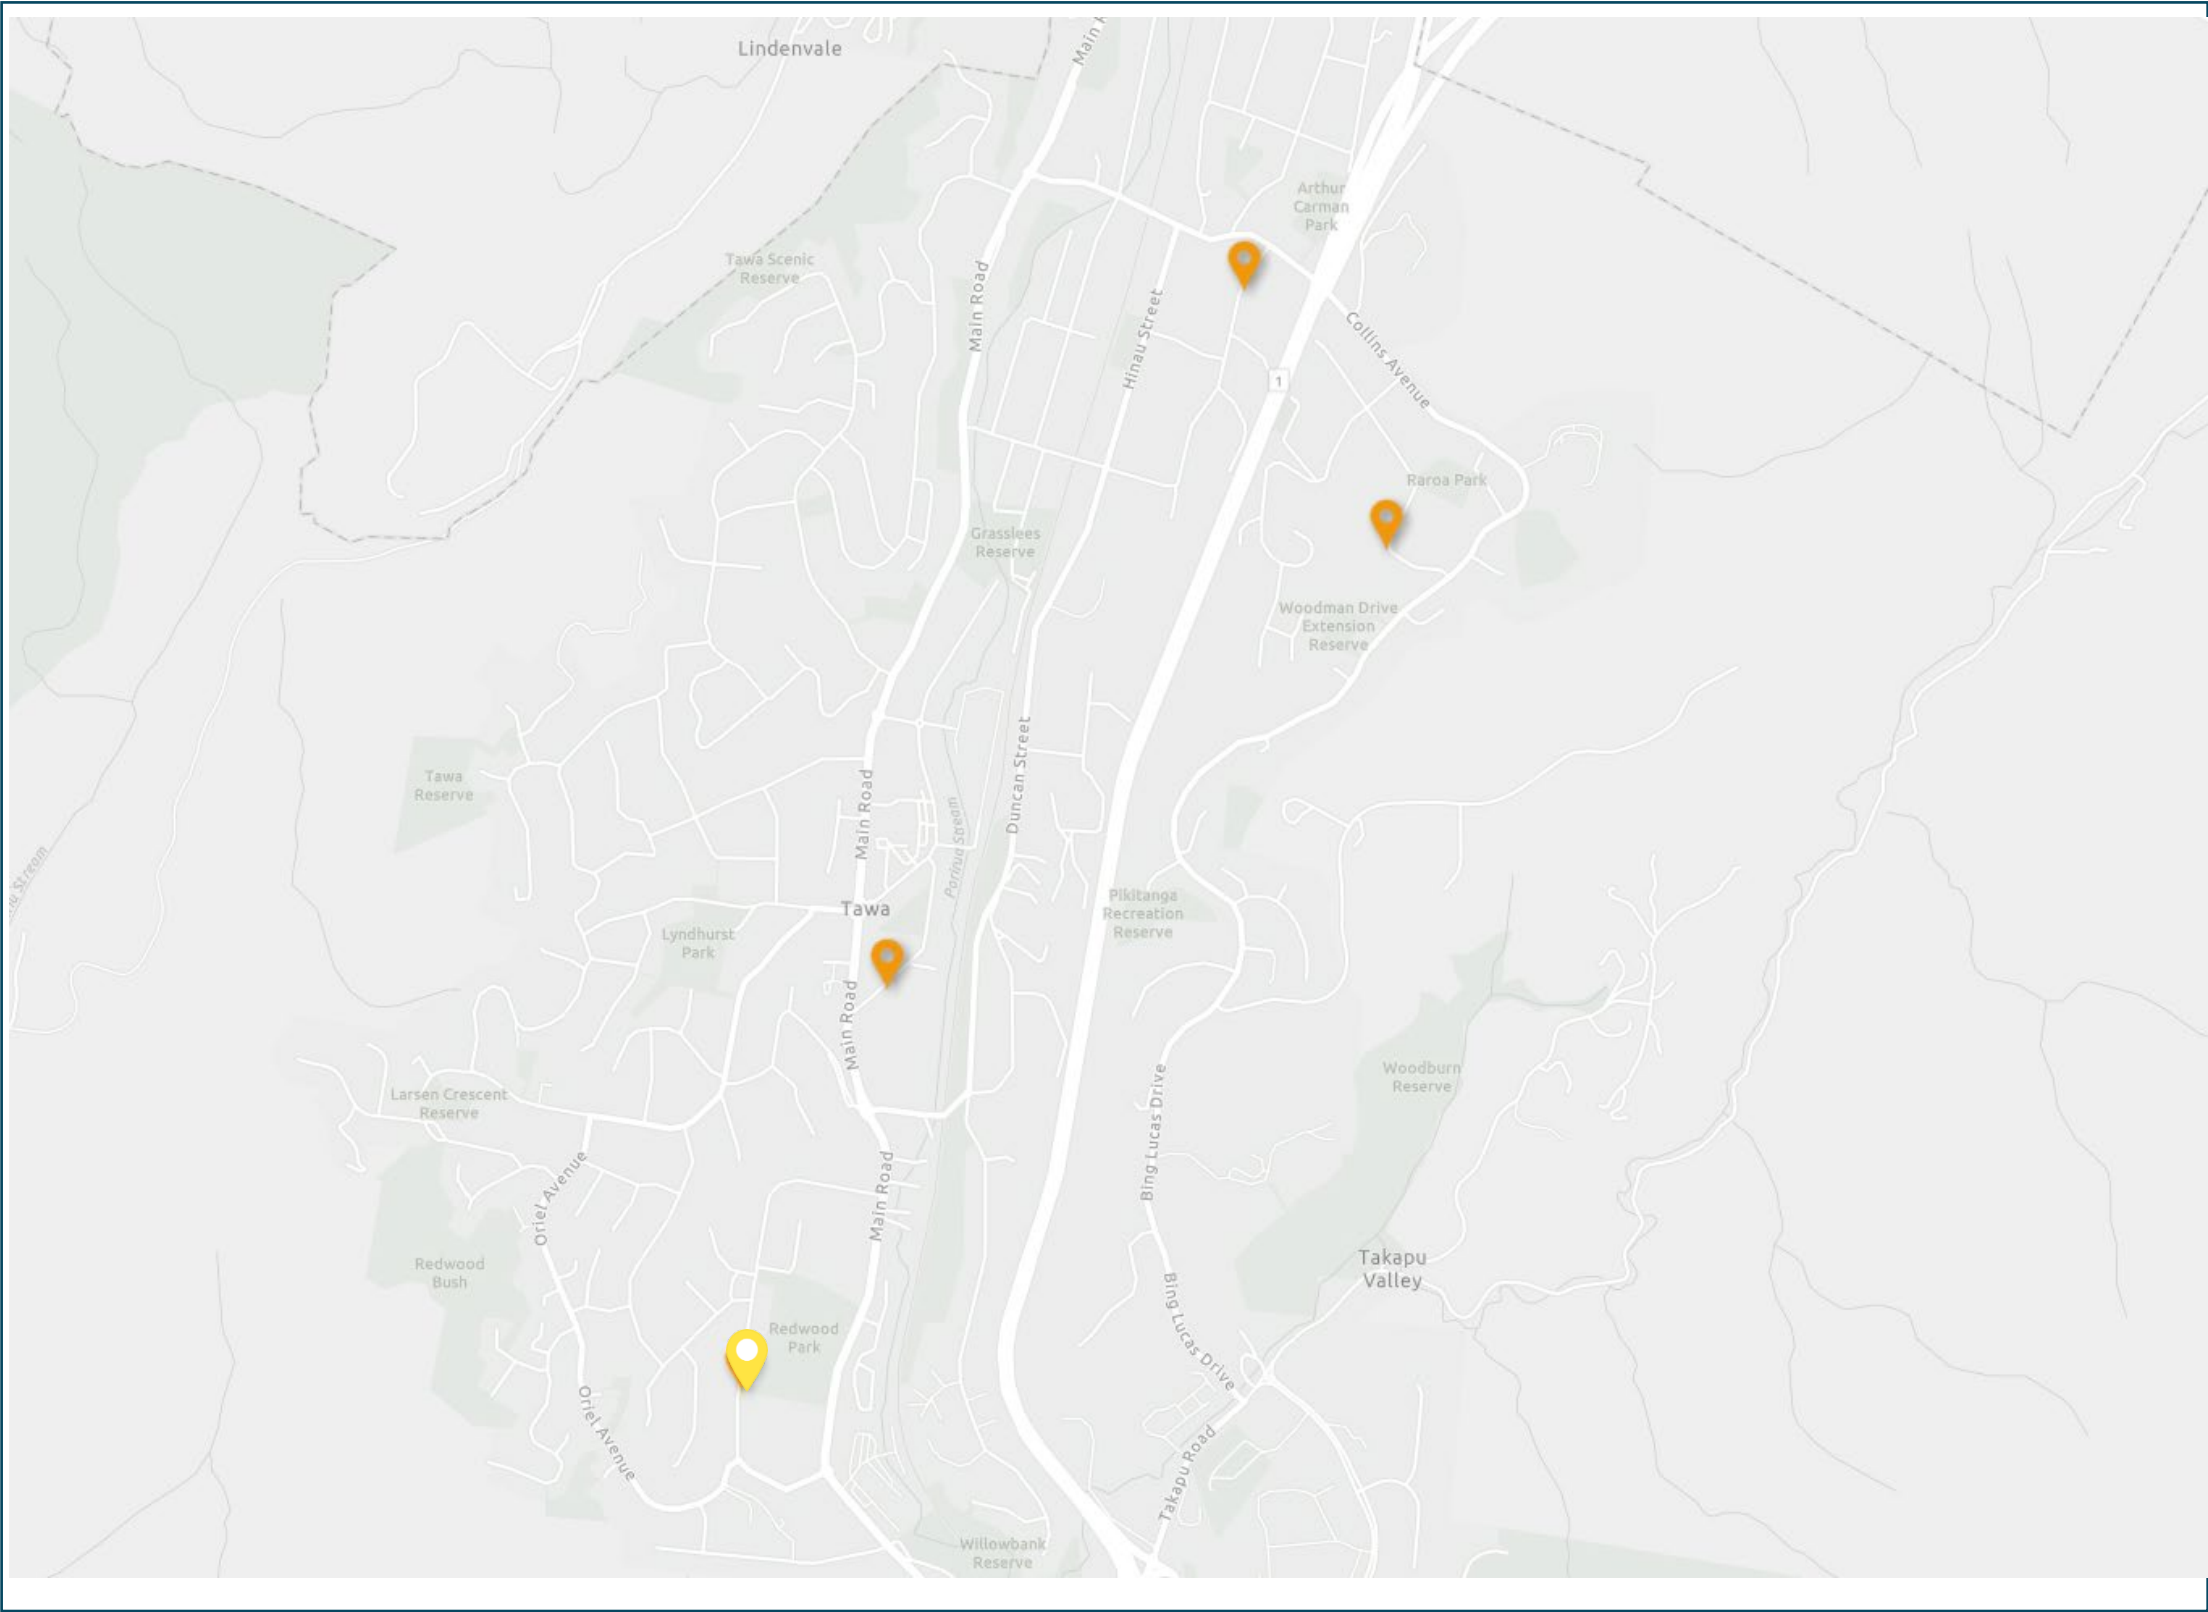 Lindenvale
Main
Arthur
Carman
Park
Tawa Scenic
Reserve
Main Road
Hinau Street
Collins Avenue
1
Raroa Park
Grasslees
Reserve
Woodman Drive
Extension
Reserve
Tawa
Reserve
Main Road
Duncan Street
Porirua Stream
Stream
Tawa
Lyndhurst
Park
Pikitanga
Recreation
Reserve
Main Road
Larsen Crescent
Reserve
Woodburn
Reserve
Bing Lucas Drive
Oriel Avenue
Main Road
Redwood
Bush
Takapu
Valley
Bing Lucas Drive
Redwood
Park
Oriel Avenue
Takapu Road
Willowbank
Reserve